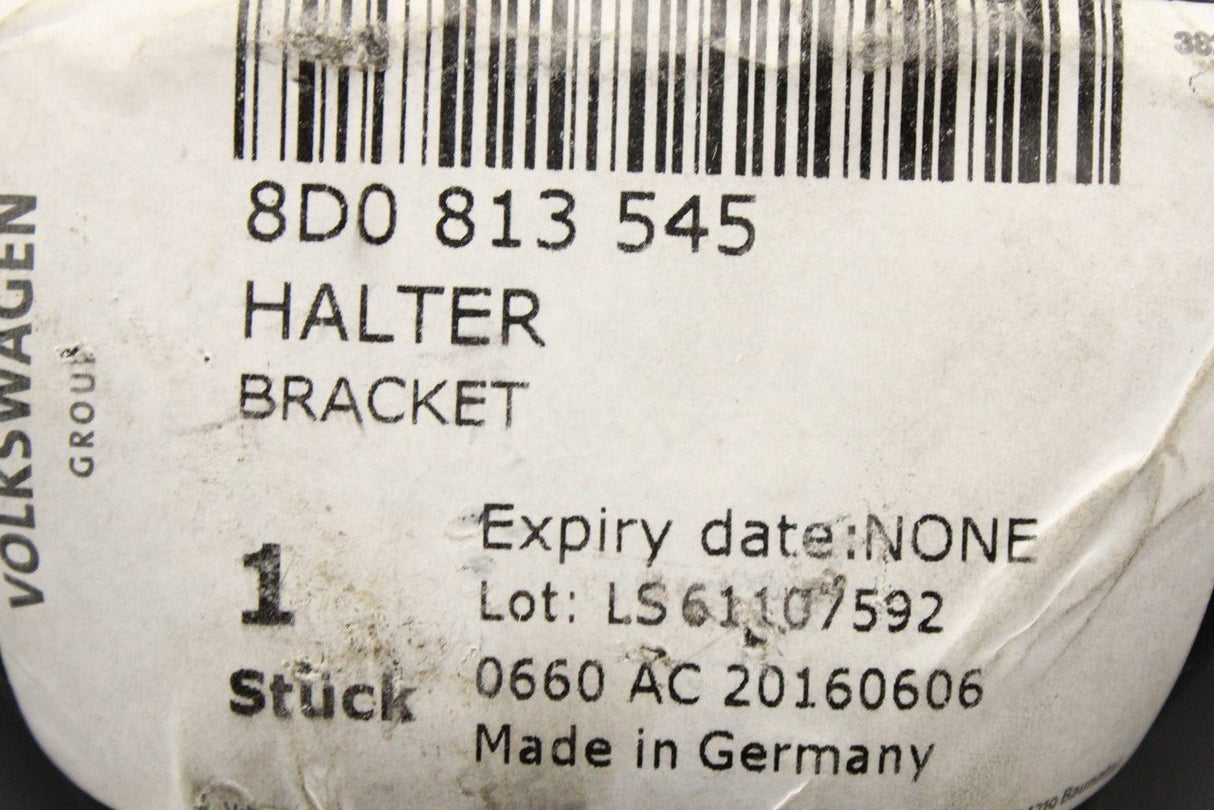 8D0 813 545
HALTER
BRACKET
VOLKSWAGEN
GROUP
1
Stück
Expiry date:NONE
Lot: LS61107592
0660 AC 20160606
Made in Germany